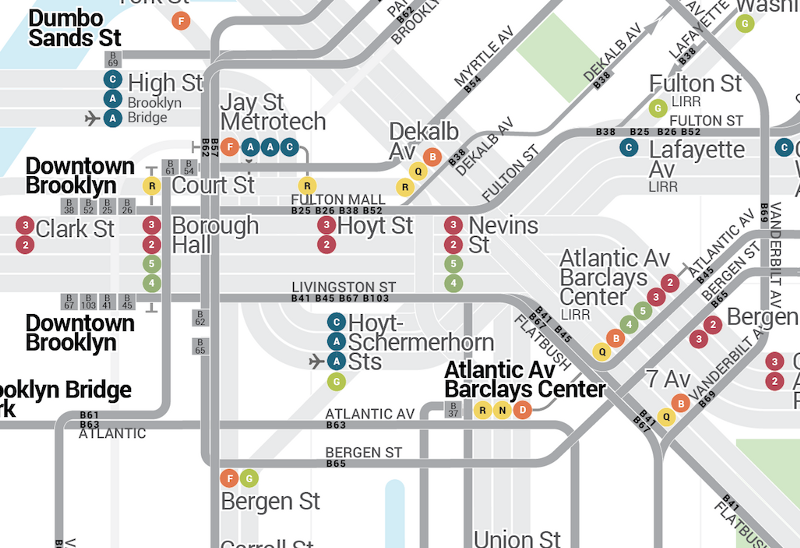 York St
F
Dumbo
Sands St
B
69
C
A
A
High St
Brooklyn
Bridge
B62
BROOKLYN
MYRTLE AV
B54
DEKALB AV
B38
LAFAYETTE
B38
G
Jay St
Metrotech
F
A
A
C
B62
B57
Dekalb
Av
B
Q
R
B38
DEKALB AV
FULTON ST
Fulton St
LIRR
G
FULTON ST
B38
B25 B26 B52
C
Lafayette
Av
LIRR
C
Downtown
Brooklyn
B
61
B
54
R
Court St
R
B
38
B
52
B
25
B
26
FULTON MALL
B25 B26 B38 B52
3
2
Clark St
3
2
5
4
Borough
Hall
3
2
Hoyt St
3
2
5
4
Nevins
St
B69
VANDERBILT AV
ATLANTIC AV
B45
BERGEN ST
B65
Atlantic Av
Barclays
Center
LIRR
2
3
5
4
B
Q
B
67
B
103
B
41
B
45
LIVINGSTON ST
B41 B45 B67 B103
Downtown
Brooklyn
B
62
B
65
C
A
A
G
Hoyt-
Schermerhorn
Sts
B41 B45
B67
FLATBUSH
2
3
Bergen
Atlantic Av
Barclays Center
B
37
R
N
D
7 Av
B
Q
VANDERBILT AV
B69
3
2
ooklyn Bridge
rk
B61
B63
ATLANTIC
ATLANTIC AV
B63
B41
B67
BERGEN ST
B65
F
G
Bergen St
B41
FLATBUSH
Carroll St
Union St